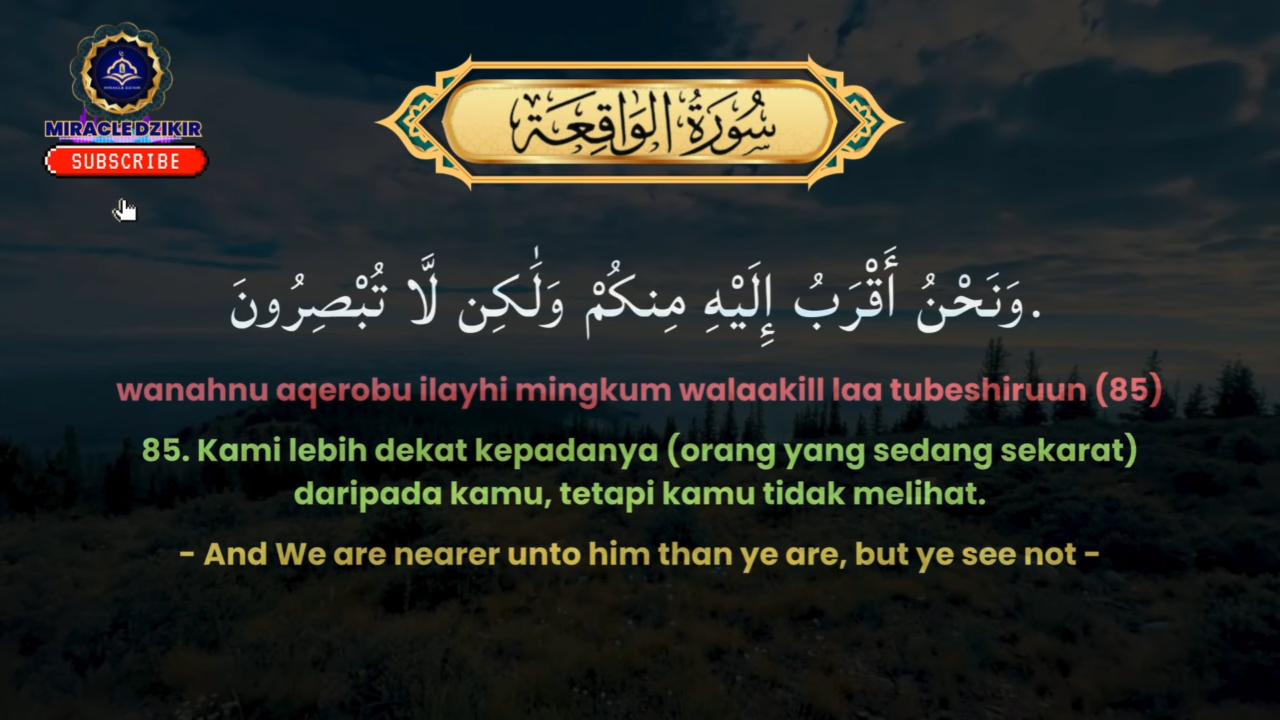 MIRACLE DZIKIR
SUBSCRIBE
سُورَةُ الوَاقِعَة
وَنَحْنُ أَقْرَبُ إِلَيْهِ مِنكُمْ وَلَٰكِن لَّا تُبْصِرُونَ.
wanahnu aqerobu ilayhi mingkum walaakill laa tubeshiruun (85)
85. Kami lebih dekat kepadanya (orang yang sedang sekarat)
daripada kamu, tetapi kamu tidak melihat.
- And We are nearer unto him than ye are, but ye see not -